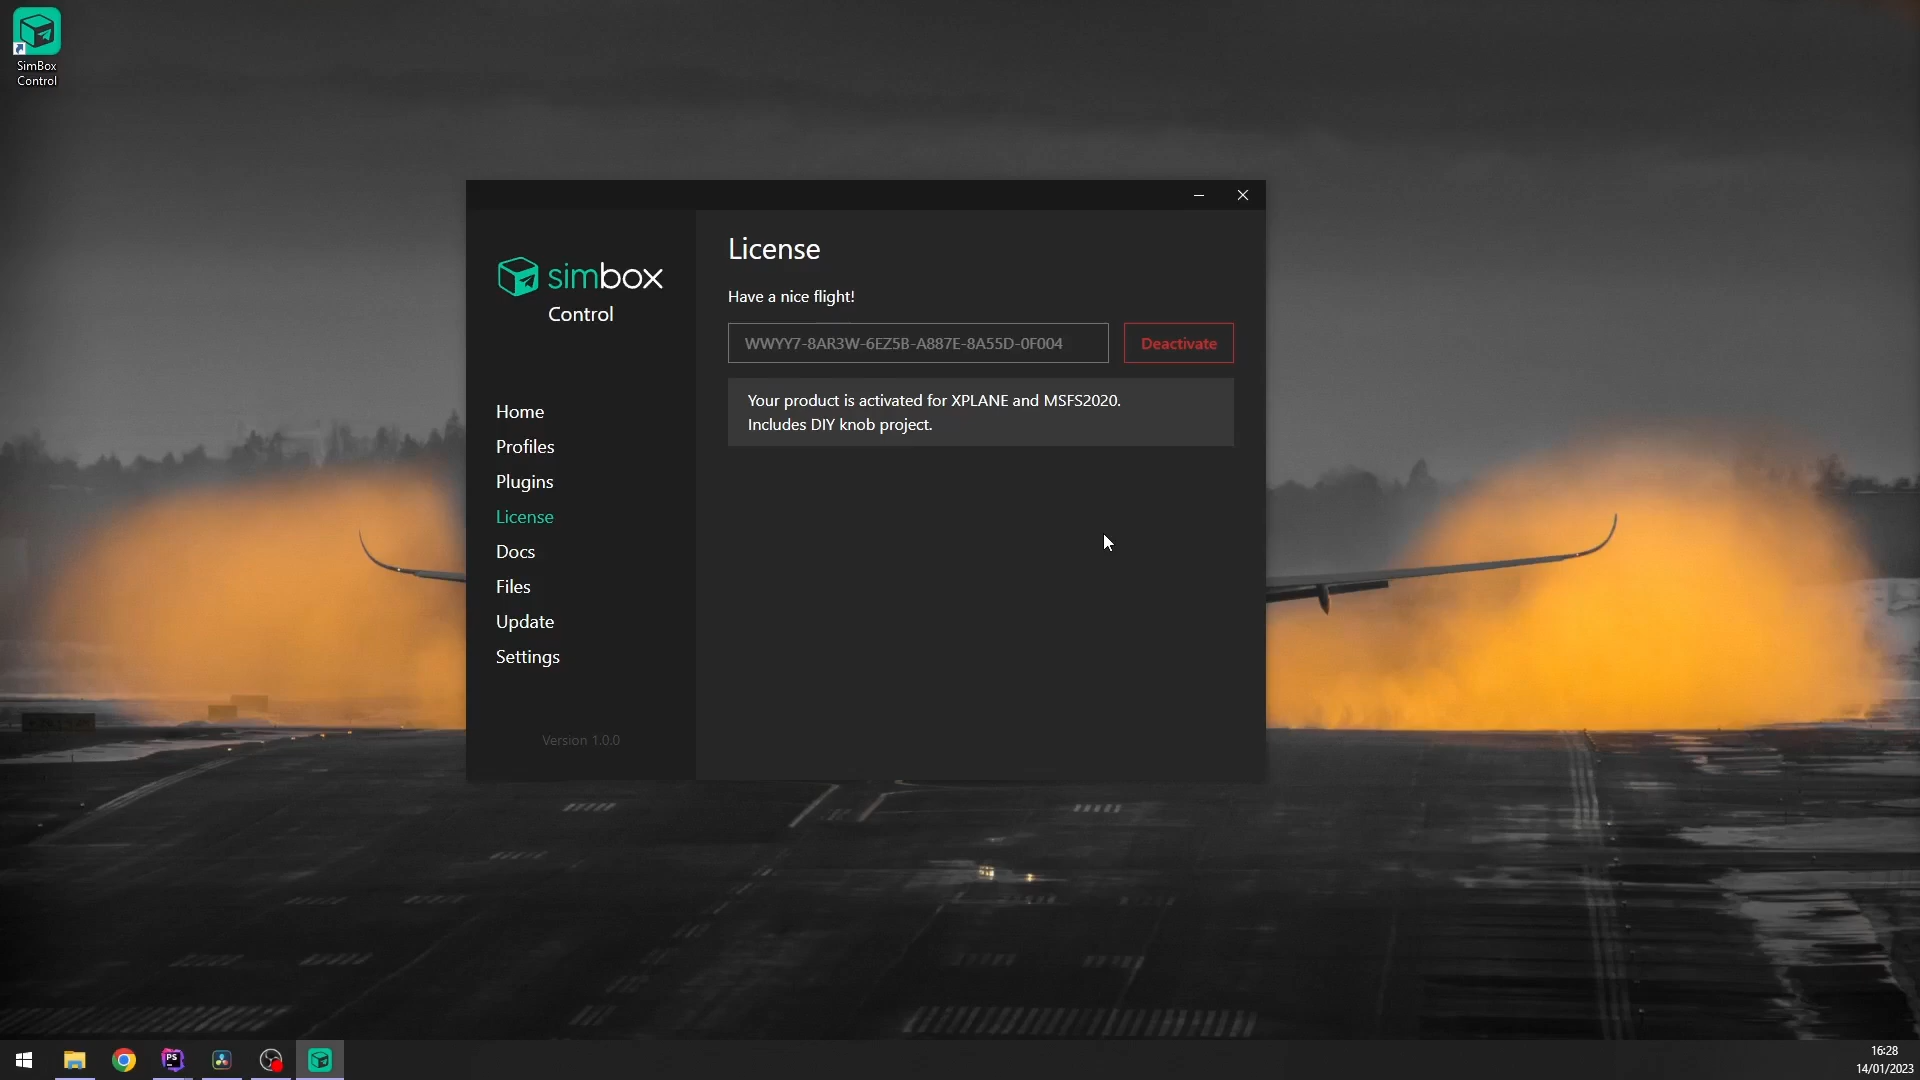 SimBox
Control
simbox
Control
Home
Profiles
Plugins
License
Docs
Files
Update
Settings
Version 1.0.0
License
Have a nice flight!
WWYY7-8AR3W-6EZ5B-A887E-8A55D-0F004
Deactivate
Your product is activated for XPLANE and MSFS2020.
Includes DIY knob project.
PS
16:28
14/01/2023